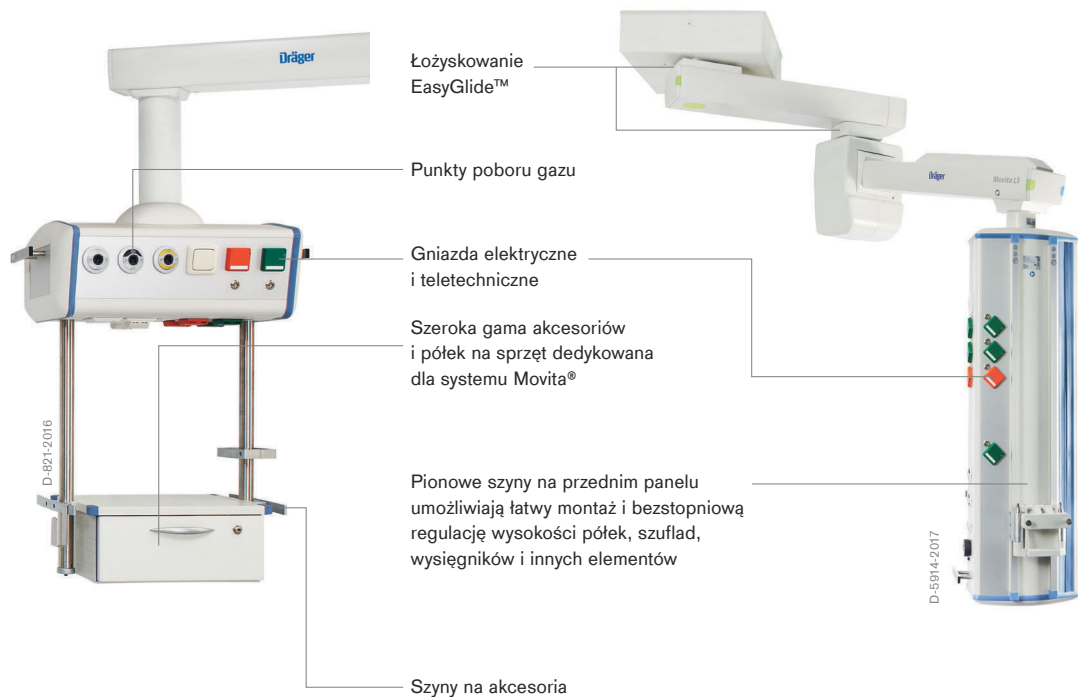 Dräger
Łożyskowanie
EasyGlide™
Punkty poboru gazu
Dräger
Movita LS
Gniazda elektryczne
i teletechniczne
Szeroka gama akcesoriów
i półek na sprzęt dedykowana
dla systemu Movita®
D-821-2016
Pionowe szyny na przednim panelu
umożliwiają łatwy montaż i bezstopniową
regulację wysokości półek, szuflad,
wysięgników i innych elementów
D-5914-2017
Szyny na akcesoria